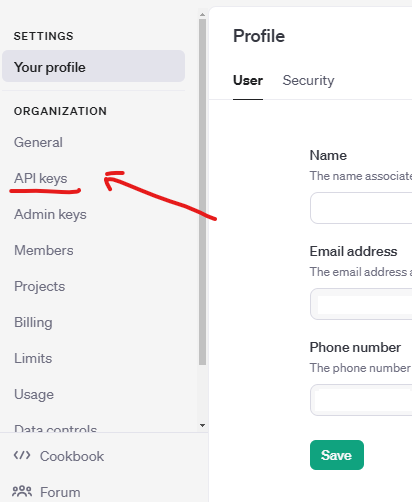 SETTINGS
Your profile
ORGANIZATION
General
API keys
Admin keys
Members
Projects
Billing
Limits
Usage
Data controls
Cookbook
Forum
Profile
User Security
Name
The name associate
Email address
The email address a
Phone number
The phone number
Save